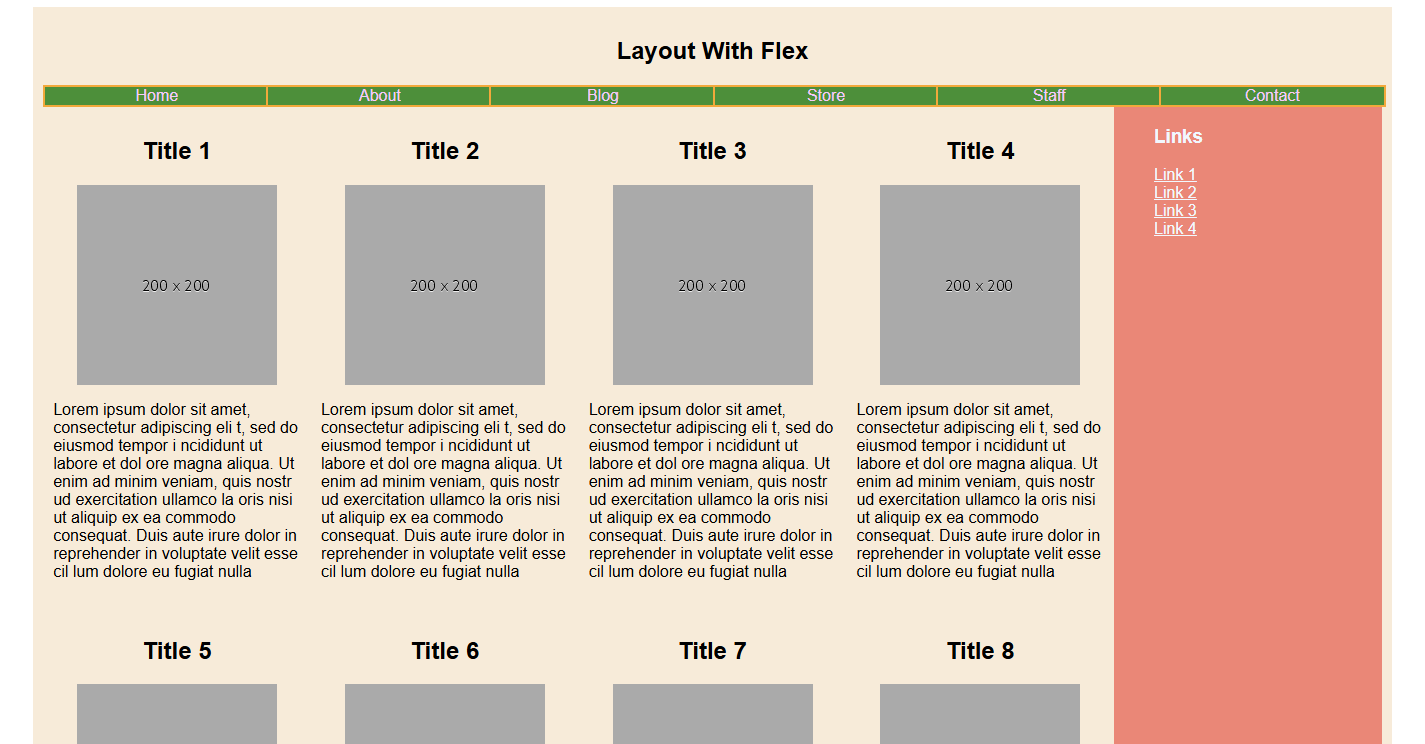 Layout With Flex
Home About Blog Store Staff Contact
Title 1
200 x 200
Lorem ipsum dolor sit amet,
consectetur adipiscing eli t, sed do
eiusmod tempor i ncididunt ut
labore et dol ore magna aliqua. Ut
enim ad minim veniam, quis nostr
ud exercitation ullamco la oris nisi
ut aliquip ex ea commodo
consequat. Duis aute irure dolor in
reprehender in voluptate velit esse
cil lum dolore eu fugiat nulla
Title 2
200 x 200
Lorem ipsum dolor sit amet,
consectetur adipiscing eli t, sed do
eiusmod tempor i ncididunt ut
labore et dol ore magna aliqua. Ut
enim ad minim veniam, quis nostr
ud exercitation ullamco la oris nisi
ut aliquip ex ea commodo
consequat. Duis aute irure dolor in
reprehender in voluptate velit esse
cil lum dolore eu fugiat nulla
Title 3
200 x 200
Lorem ipsum dolor sit amet,
consectetur adipiscing eli t, sed do
eiusmod tempor i ncididunt ut
labore et dol ore magna aliqua. Ut
enim ad minim veniam, quis nostr
ud exercitation ullamco la oris nisi
ut aliquip ex ea commodo
consequat. Duis aute irure dolor in
reprehender in voluptate velit esse
cil lum dolore eu fugiat nulla
Title 4
200 x 200
Lorem ipsum dolor sit amet,
consectetur adipiscing eli t, sed do
eiusmod tempor i ncididunt ut
labore et dol ore magna aliqua. Ut
enim ad minim veniam, quis nostr
ud exercitation ullamco la oris nisi
ut aliquip ex ea commodo
consequat. Duis aute irure dolor in
reprehender in voluptate velit esse
cil lum dolore eu fugiat nulla
Title 5
Title 6
Title 7
Title 8
Links
Link 1
Link 2
Link 3
Link 4